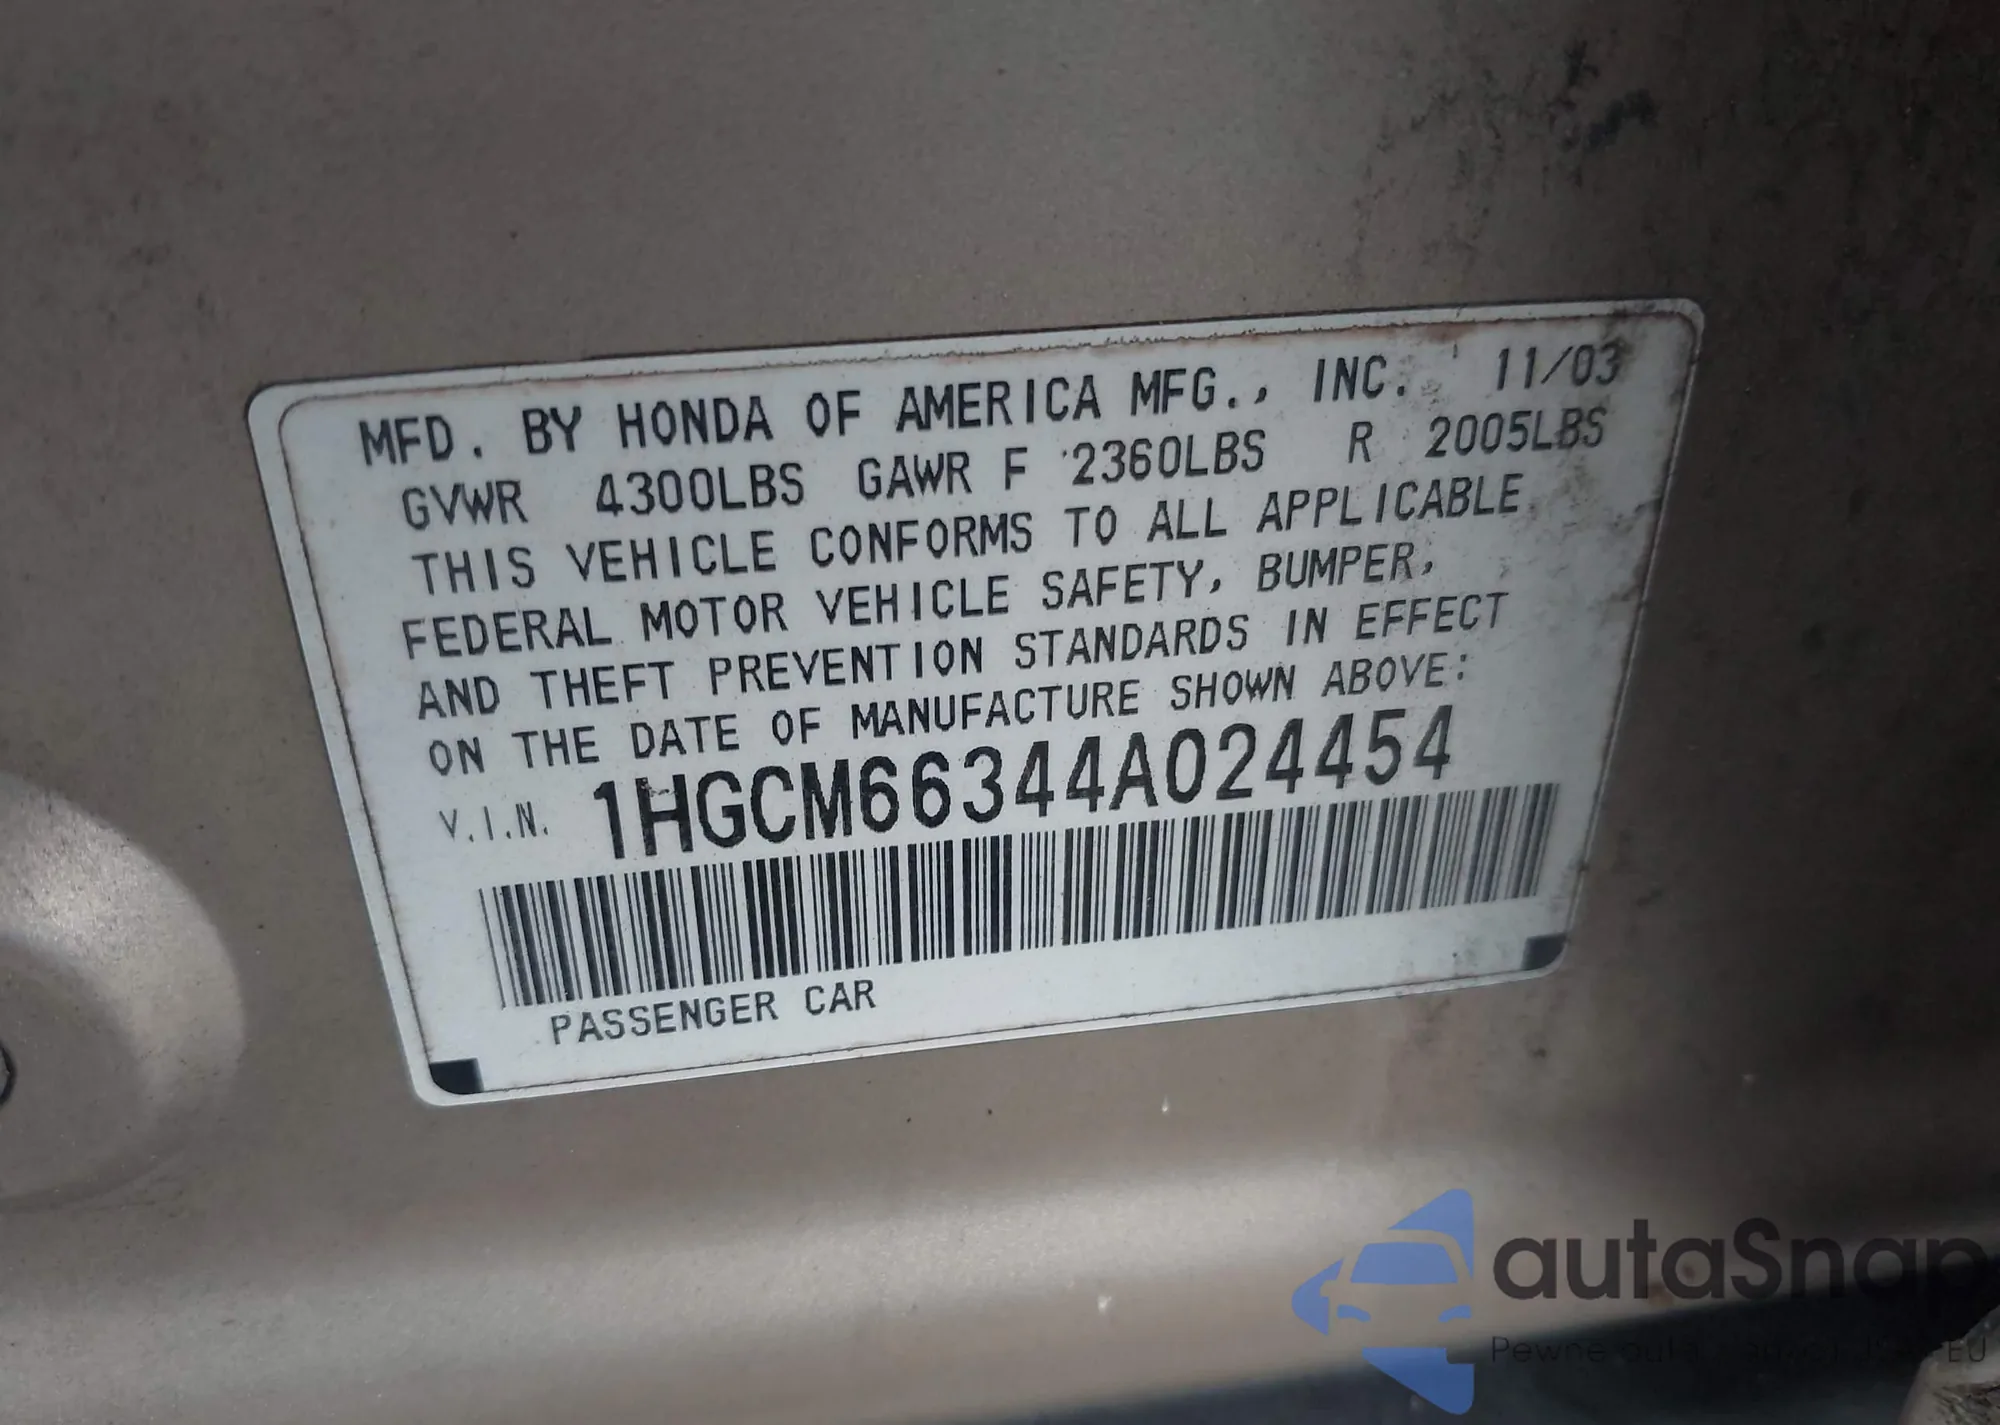 MFD. BY HONDA OF AMERICA MFG., INC. 11/03
GVWR 4300LBS GAWR F 2360LBS R 2005LBS
THIS VEHICLE CONFORMS TO ALL APPLICABLE
FEDERAL MOTOR VEHICLE SAFETY, BUMPER,
AND THEFT PREVENTION STANDARDS IN EFFECT
ON THE DATE OF MANUFACTURE SHOWN ABOVE:
V.I.N. 1HGCM66344A024454
PASSENGER CAR
autaSnap
Pewne auta